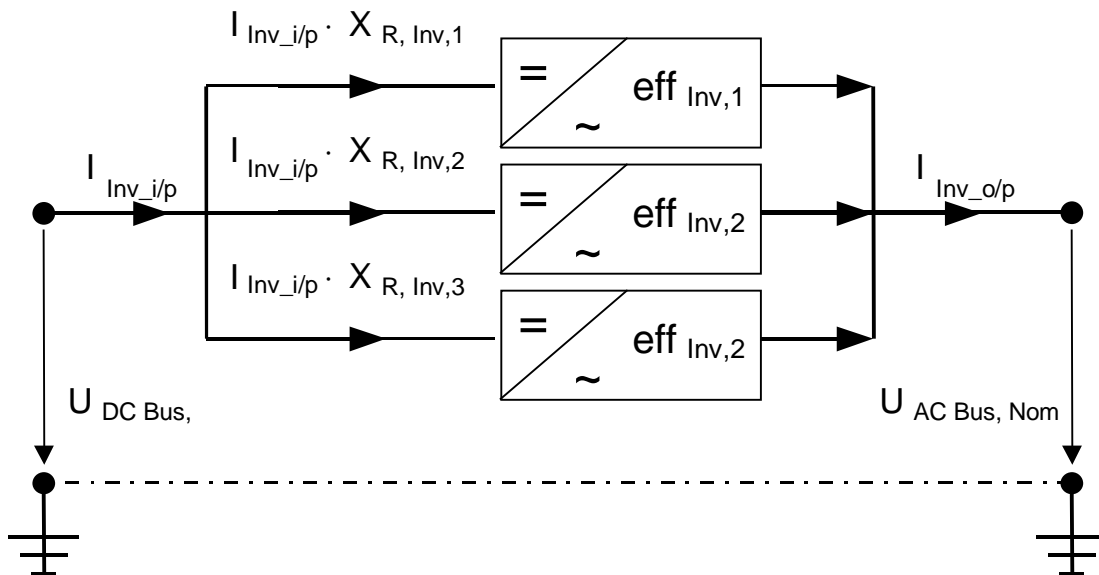 I Inv_i/p · X R, Inv,1
= ~ eff Inv,1
I Inv_i/p · X R, Inv,2
I Inv_i/p
= ~ eff Inv,2
I Inv_o/p
I Inv_i/p · X R, Inv,3
= ~ eff Inv,2
U DC Bus,
U AC Bus, Nom